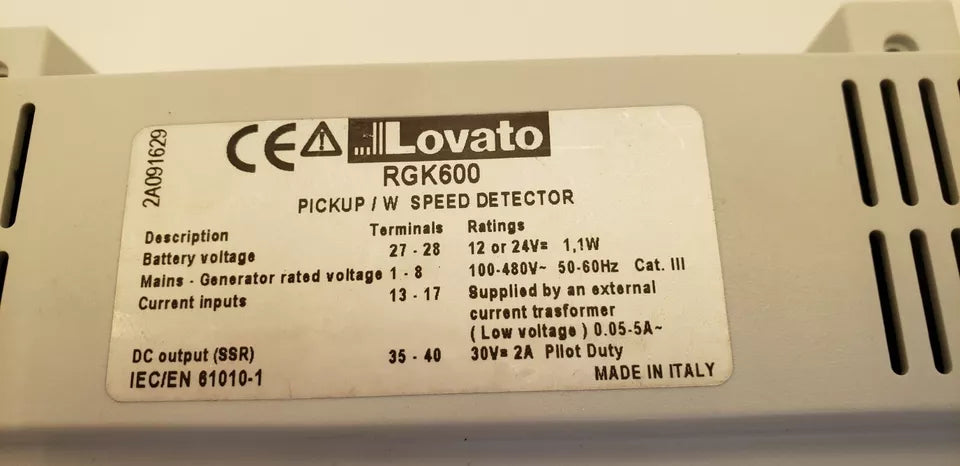 2A091629
CE Lovato
RGK600
PICKUP / W SPEED DETECTOR
Description Terminals Ratings
Battery voltage 27 - 28 12 or 24V= 1,1W
Mains - Generator rated voltage 1 - 8 100-480V~ 50-60Hz Cat. III
Current inputs 13 - 17 Supplied by an external
current trasformer
( Low voltage ) 0.05-5A~
DC output (SSR) 35 - 40 30V= 2A Pilot Duty
IEC/EN 61010-1 MADE IN ITALY